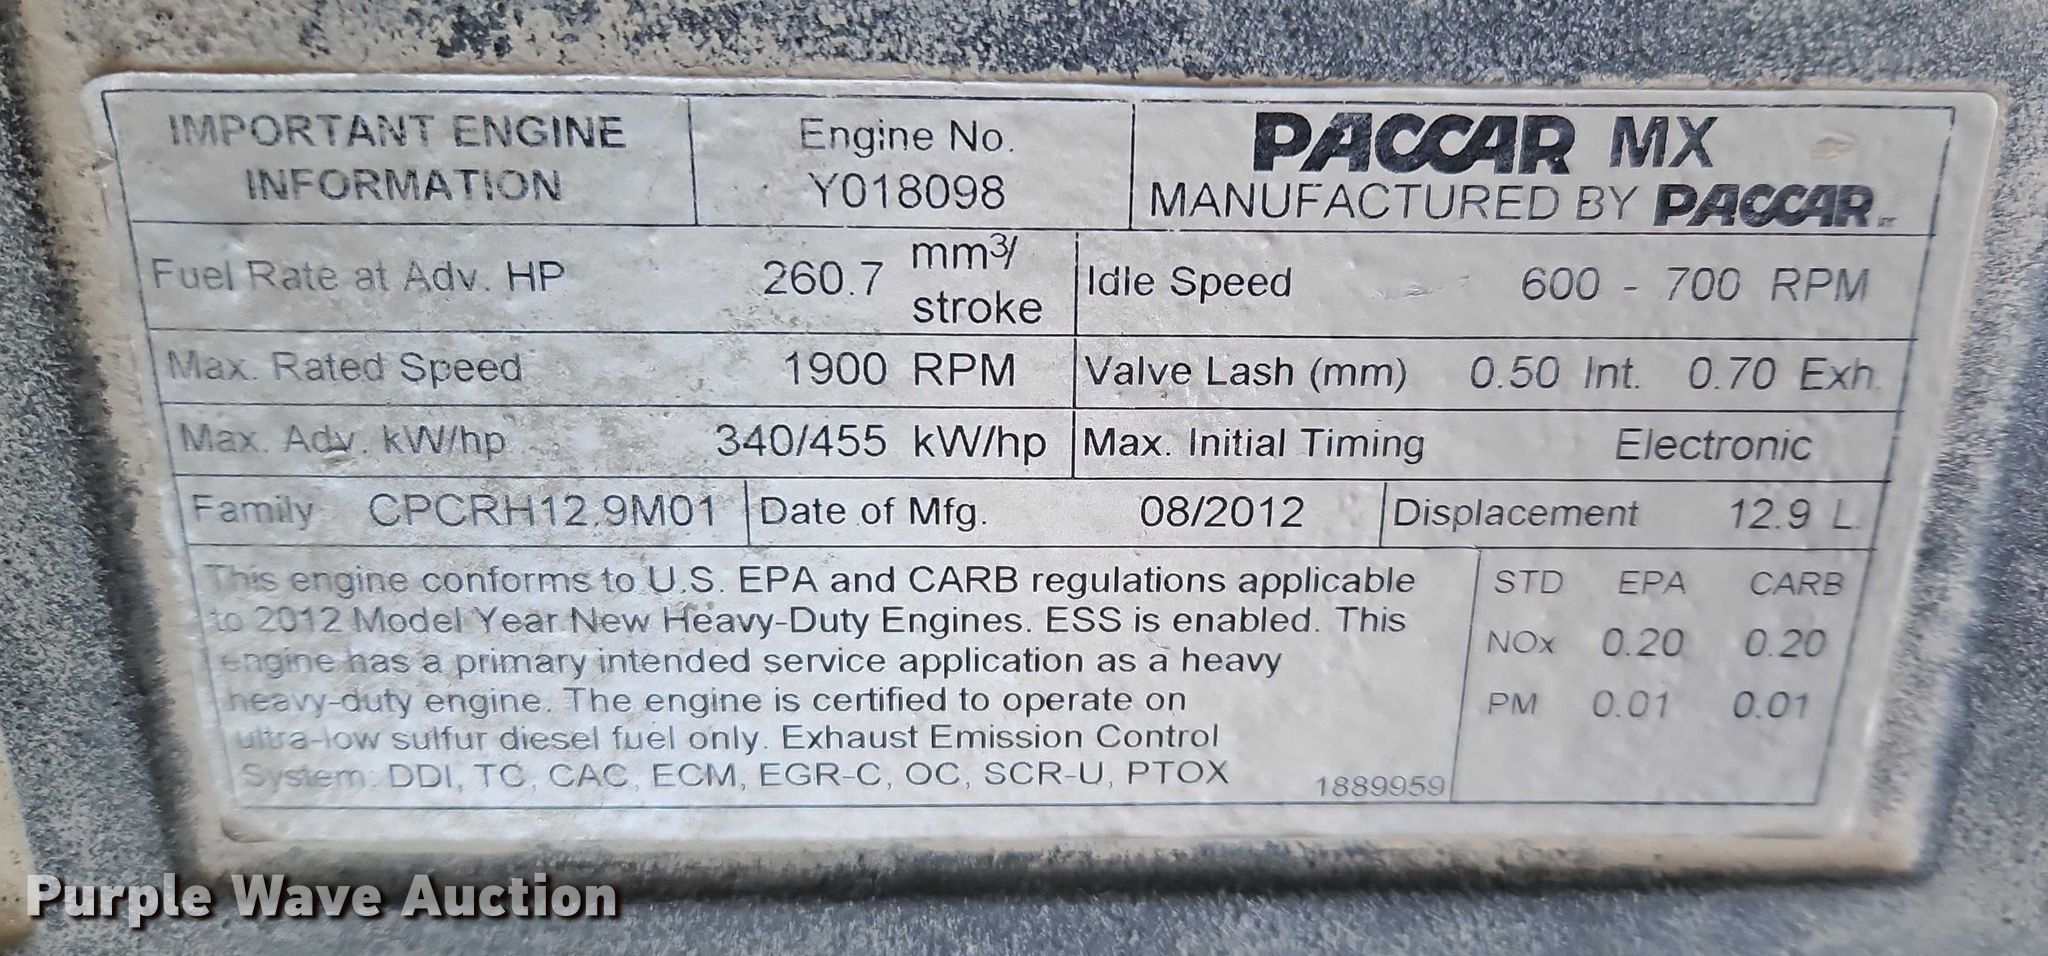 IMPORTANT ENGINE
INFORMATION
Engine No.
Y018098
PACCAR MX
MANUFACTURED BY PACCAR
Fuel Rate at Adv. HP 260.7 mm3/
stroke
Idle Speed 600 - 700 RPM
Max. Rated Speed 1900 RPM
Valve Lash (mm) 0.50 Int. 0.70 Exh.
Max. Adv. kW/hp 340/455 kW/hp
Max. Initial Timing Electronic
Family CPCRH12.9M01
Date of Mfg. 08/2012
Displacement 12.9 L.
This engine conforms to U.S. EPA and CARB regulations applicable
to 2012 Model Year New Heavy-Duty Engines. ESS is enabled. This
engine has a primary intended service application as a heavy
heavy-duty engine. The engine is certified to operate on
ultra-low sulfur diesel fuel only. Exhaust Emission Control
System: DDI, TC, CAC, ECM, EGR-C, OC, SCR-U, PTOX
1889959
STD EPA CARB
NOx 0.20 0.20
PM 0.01 0.01
Purple Wave Auction